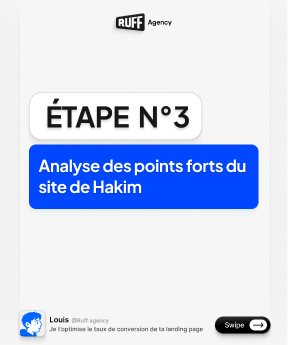 RUFF Agency
ÉTAPE N°3
Analyse des points forts du
site de Hakim
Louis @Ruff agency
Je t'optimise le taux de conversion de ta landing page
Swipe